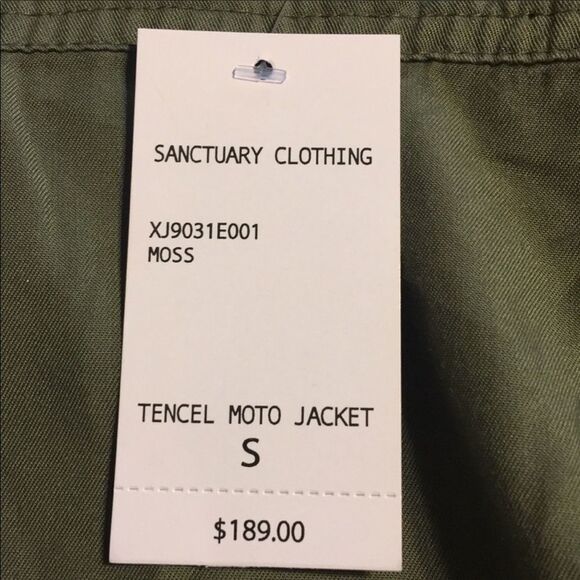 SANCTUARY CLOTHING
XJ9031E001
MOSS
TENCEL MOTO JACKET
S
$189.00